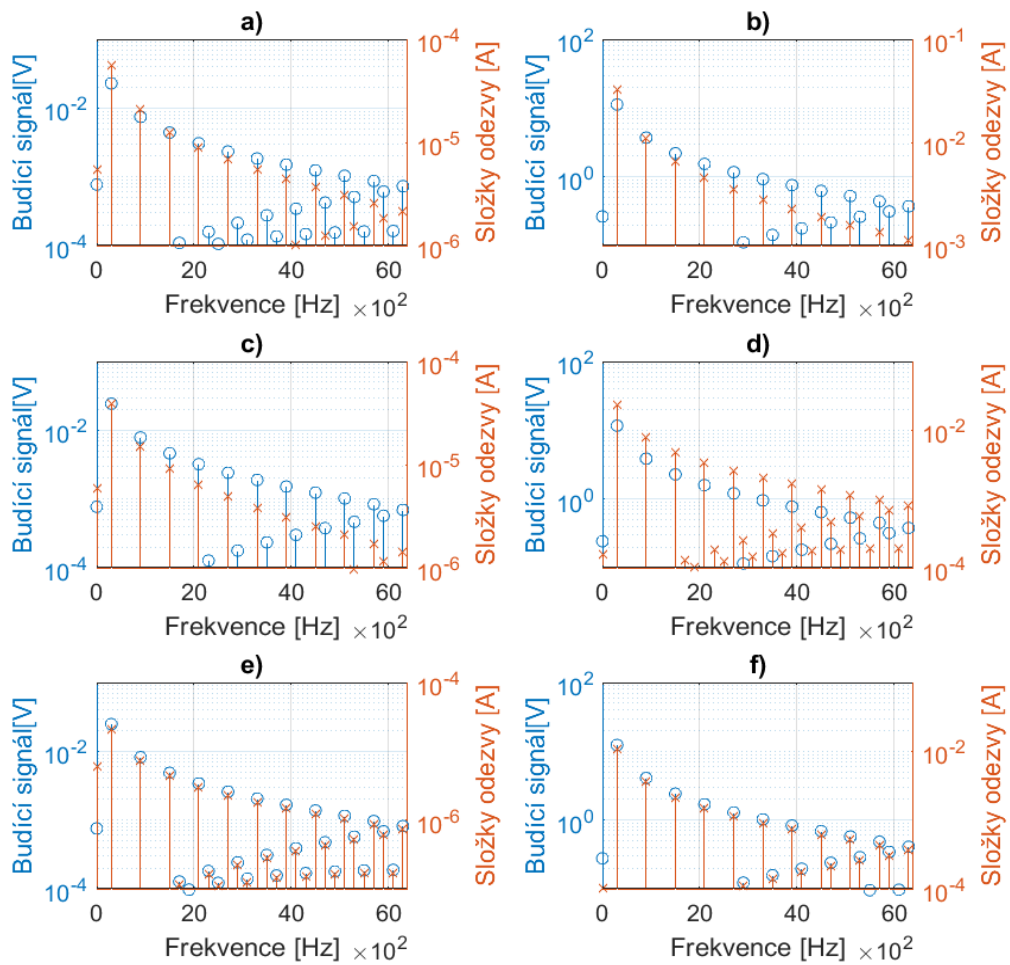 a)
Budící signál[V]
10^-2
10^-4
0 20 40 60
Frekvence [Hz] ×10^2
10^-4
10^-5
10^-6
Složky odezvy [A]
b)
Budící signál[V]
10^2
10^0
0 20 40 60
Frekvence [Hz] ×10^2
10^-1
10^-2
10^-3
Složky odezvy [A]
c)
Budící signál[V]
10^-2
10^-4
0 20 40 60
Frekvence [Hz] ×10^2
10^-4
10^-5
10^-6
Složky odezvy [A]
d)
Budící signál[V]
10^2
10^0
0 20 40 60
Frekvence [Hz] ×10^2
10^-2
10^-4
Složky odezvy [A]
e)
Budící signál[V]
10^-2
10^-4
0 20 40 60
Frekvence [Hz] ×10^2
10^-4
10^-6
Složky odezvy [A]
f)
Budící signál[V]
10^2
10^0
0 20 40 60
Frekvence [Hz] ×10^2
10^-2
10^-4
Složky odezvy [A]